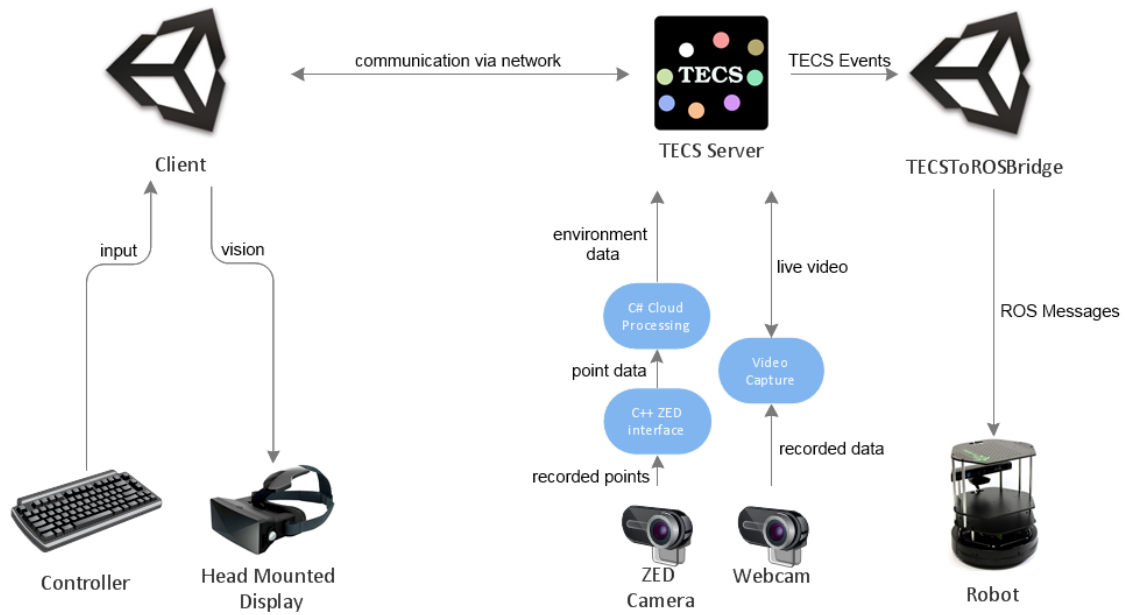 communication via network
TECS
TECS Events
Client
TECS Server
TECSToROSBridge
input
vision
environment
data
live video
C# Cloud
Processing
ROS Messages
point data
Video
Capture
C++ ZED
interface
recorded data
recorded points
Controller
Head Mounted
Display
ZED
Camera
Webcam
Robot